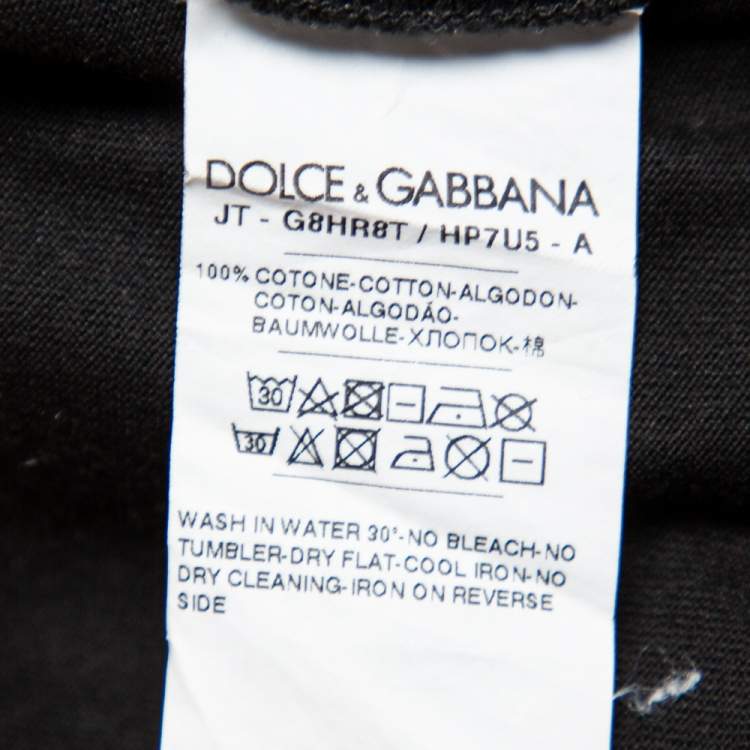 DOLCE & GABBANA
JT - G8HR8T / HP7U5 - A
100% COTONE-COTTON-ALGODON-
COTON-ALGODÃO-
BAUMWOLLE-ХЛОПОК-棉
30
30
WASH IN WATER 30°-NO BLEACH-NO
TUMBLER-DRY FLAT-COOL IRON-NO
DRY CLEANING-IRON ON REVERSE
SIDE